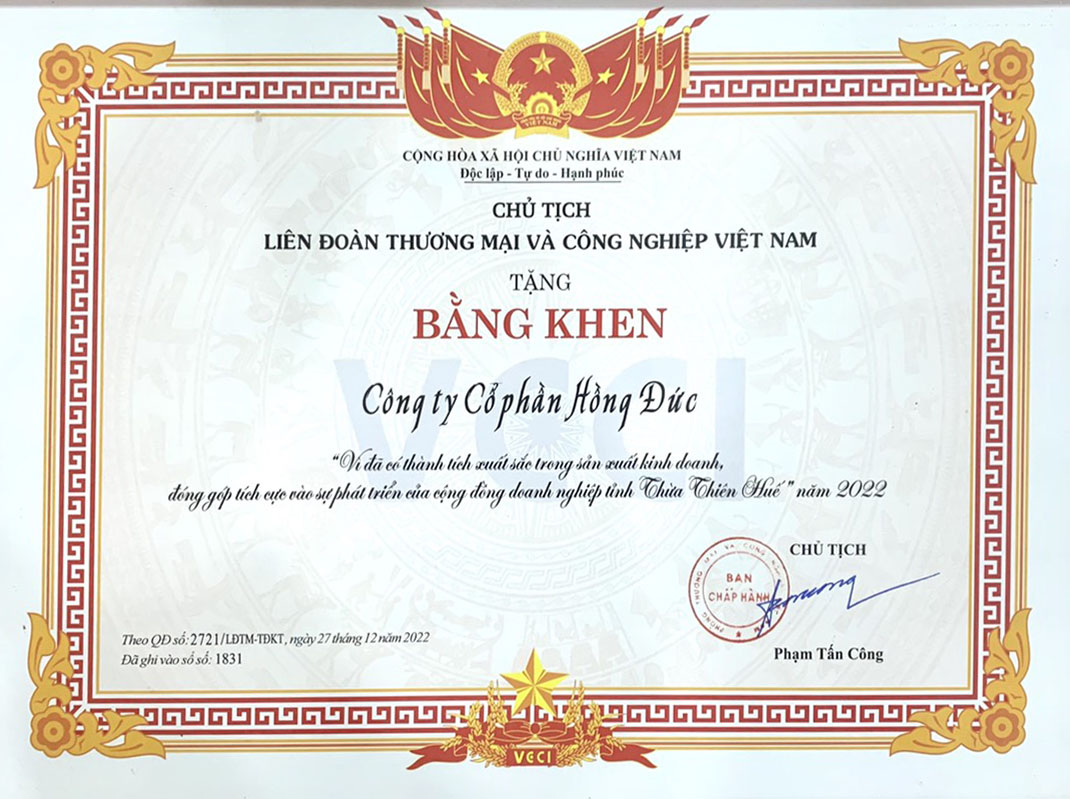 VIỆT NAM
CỘNG HÒA XÃ HỘI CHỦ NGHĨA VIỆT NAM
Độc lập - Tự do - Hạnh phúc
CHỦ TỊCH
LIÊN ĐOÀN THƯƠNG MẠI VÀ CÔNG NGHIỆP VIỆT NAM
TẶNG
BẰNG KHEN
VCCI
Công ty Cổ phần Hồng Đức
“Vì đã có thành tích xuất sắc trong sản xuất kinh doanh,
đóng góp tích cực vào sự phát triển của cộng đồng doanh nghiệp tỉnh Thừa Thiên Huế” năm 2022
CHỦ TỊCH
BAN
CHẤP HÀNH
Phạm Tấn Công
Theo QĐ số: 2721/LĐTM-TĐKT, ngày 27 tháng 12 năm 2022
Đã ghi vào sổ số: 1831
VCCI